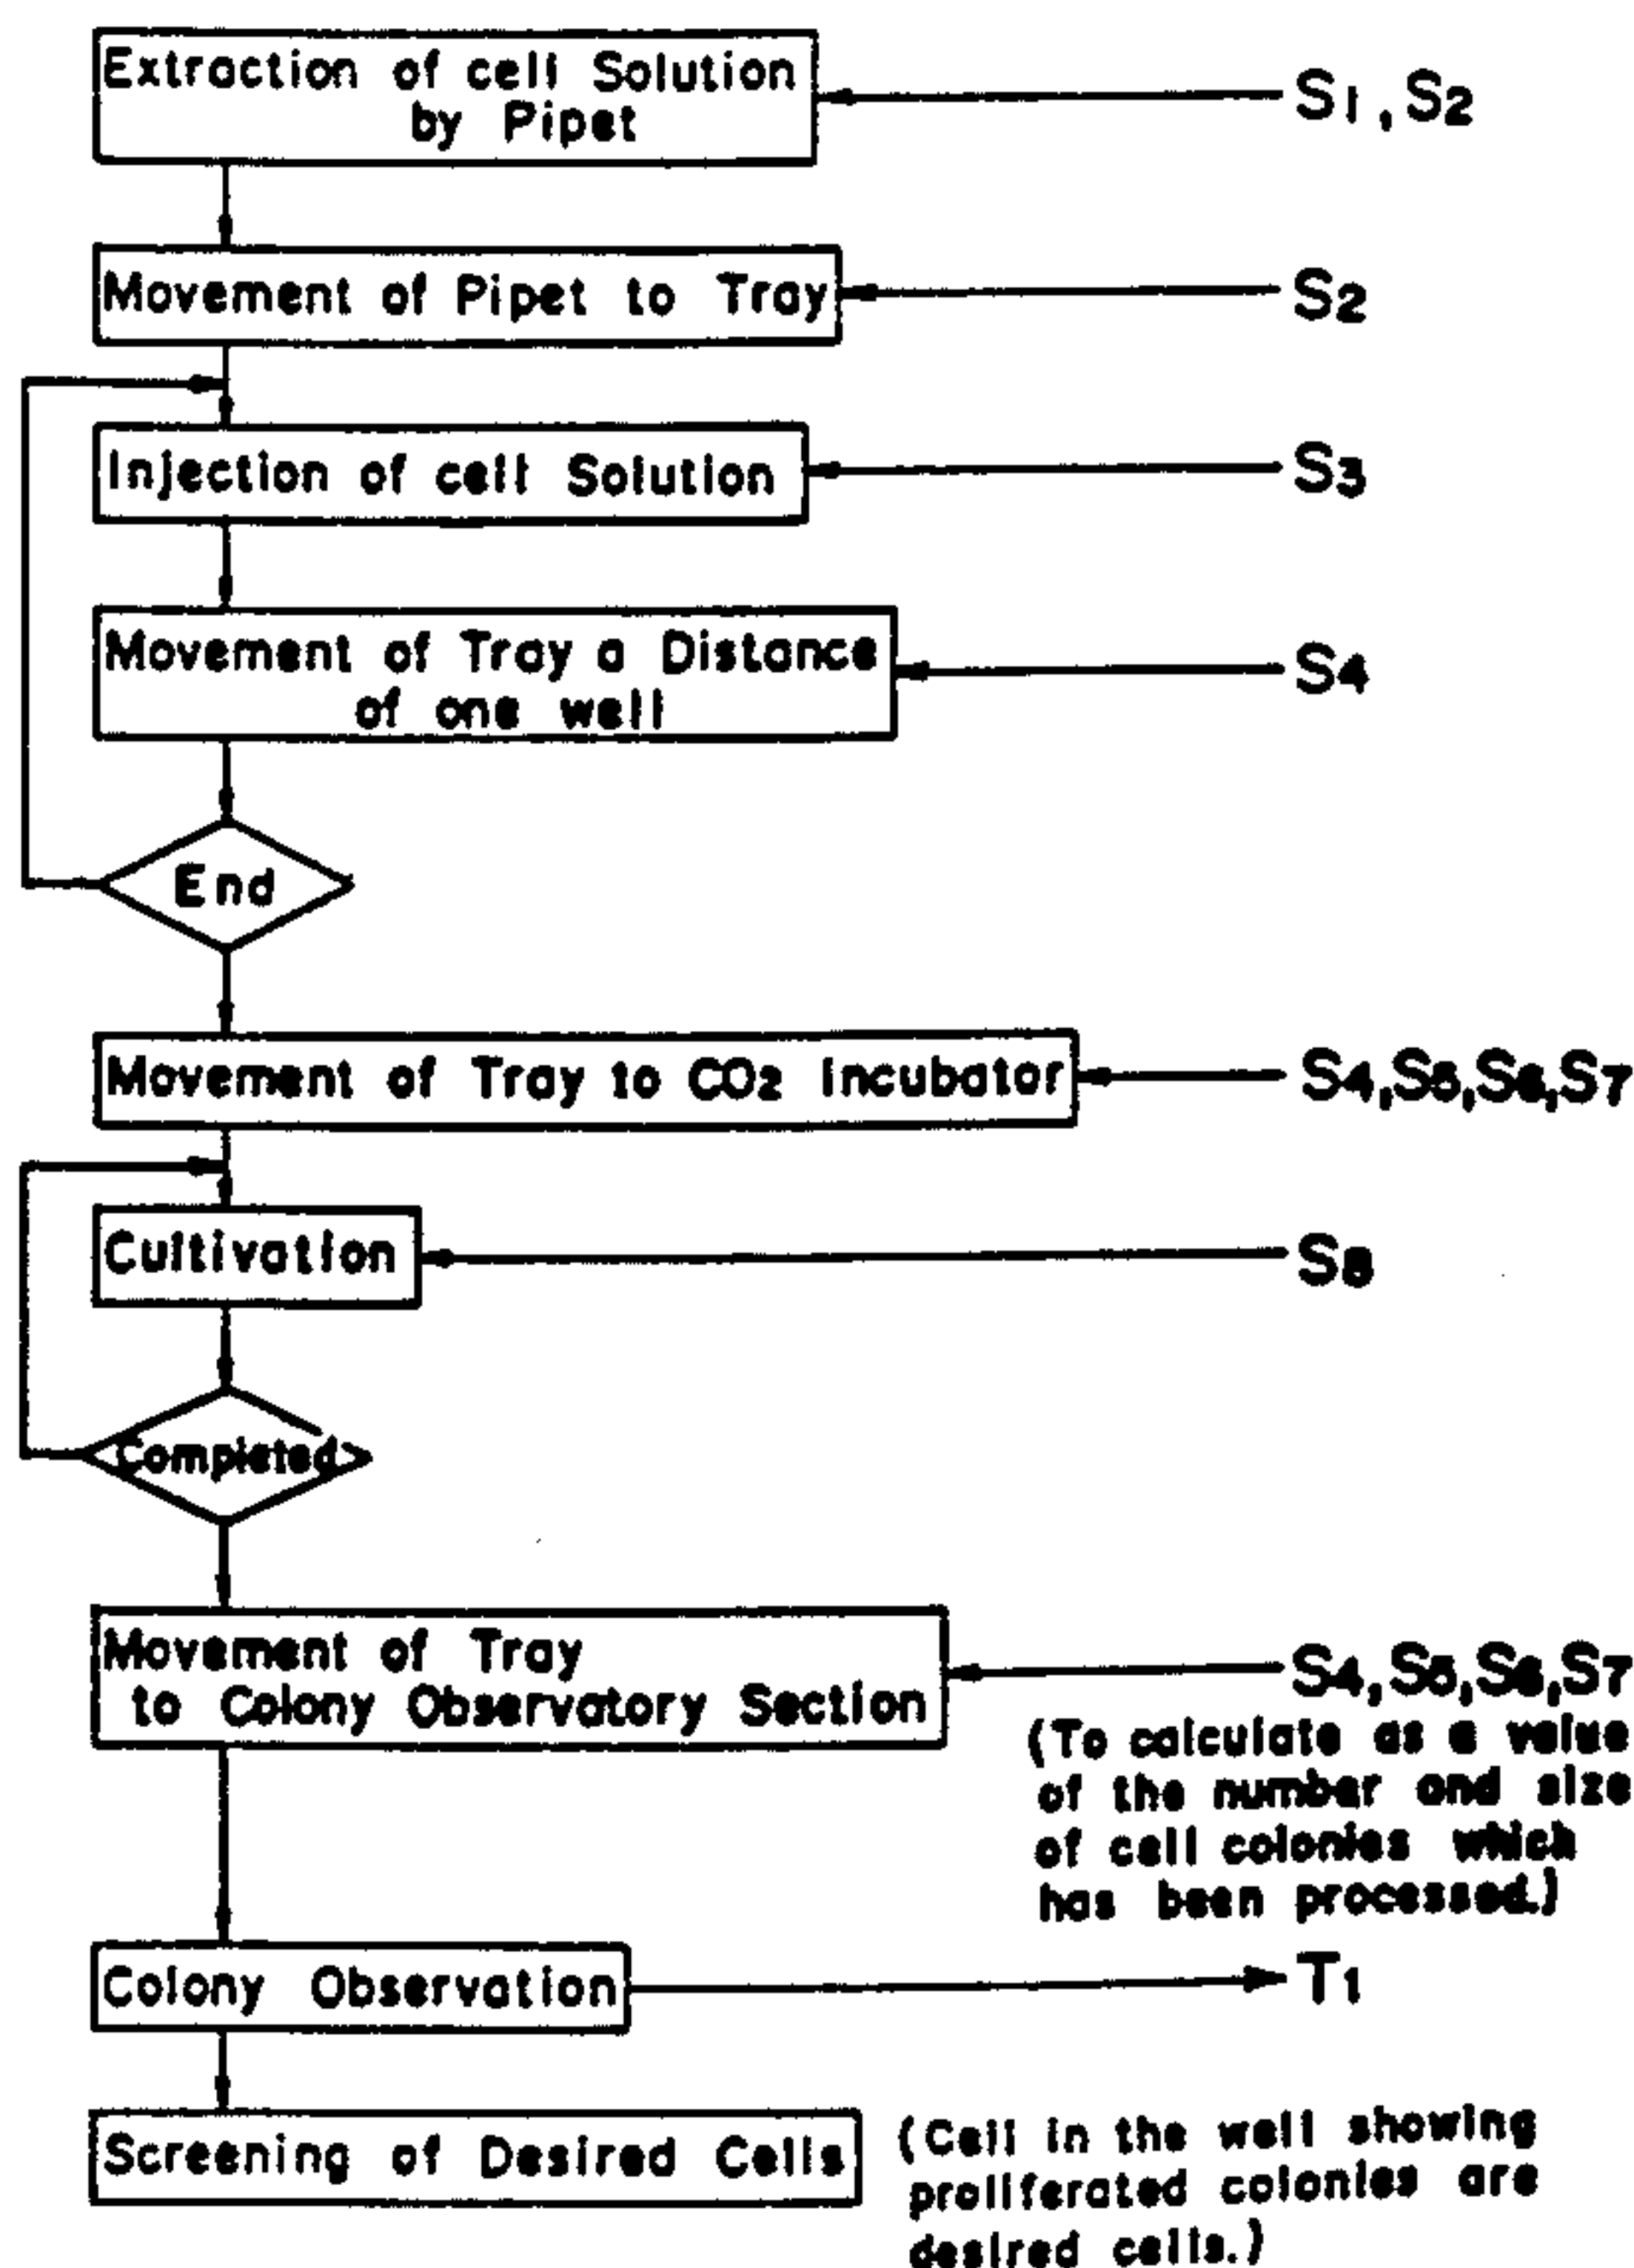 Extraction of cell Solution
by Pipet
S1, S2
Movement of Pipet to Tray
S2
Injection of cell Solution
S3
Movement of Tray a Distance
of one well
S4
End
Movement of Tray to CO2 Incubator
S4,S5,S6,S7
Cultivation
S8
Completed
Movement of Tray
to Colony Observatory Section
S4,S5,S6,S7
(To calculate as a value
of the number and size
of cell colonies which
has been processed.)
Colony Observation
T1
Screening of Desired Cells
(Cell in the well showing
proliferated colonies are
desired cells.)